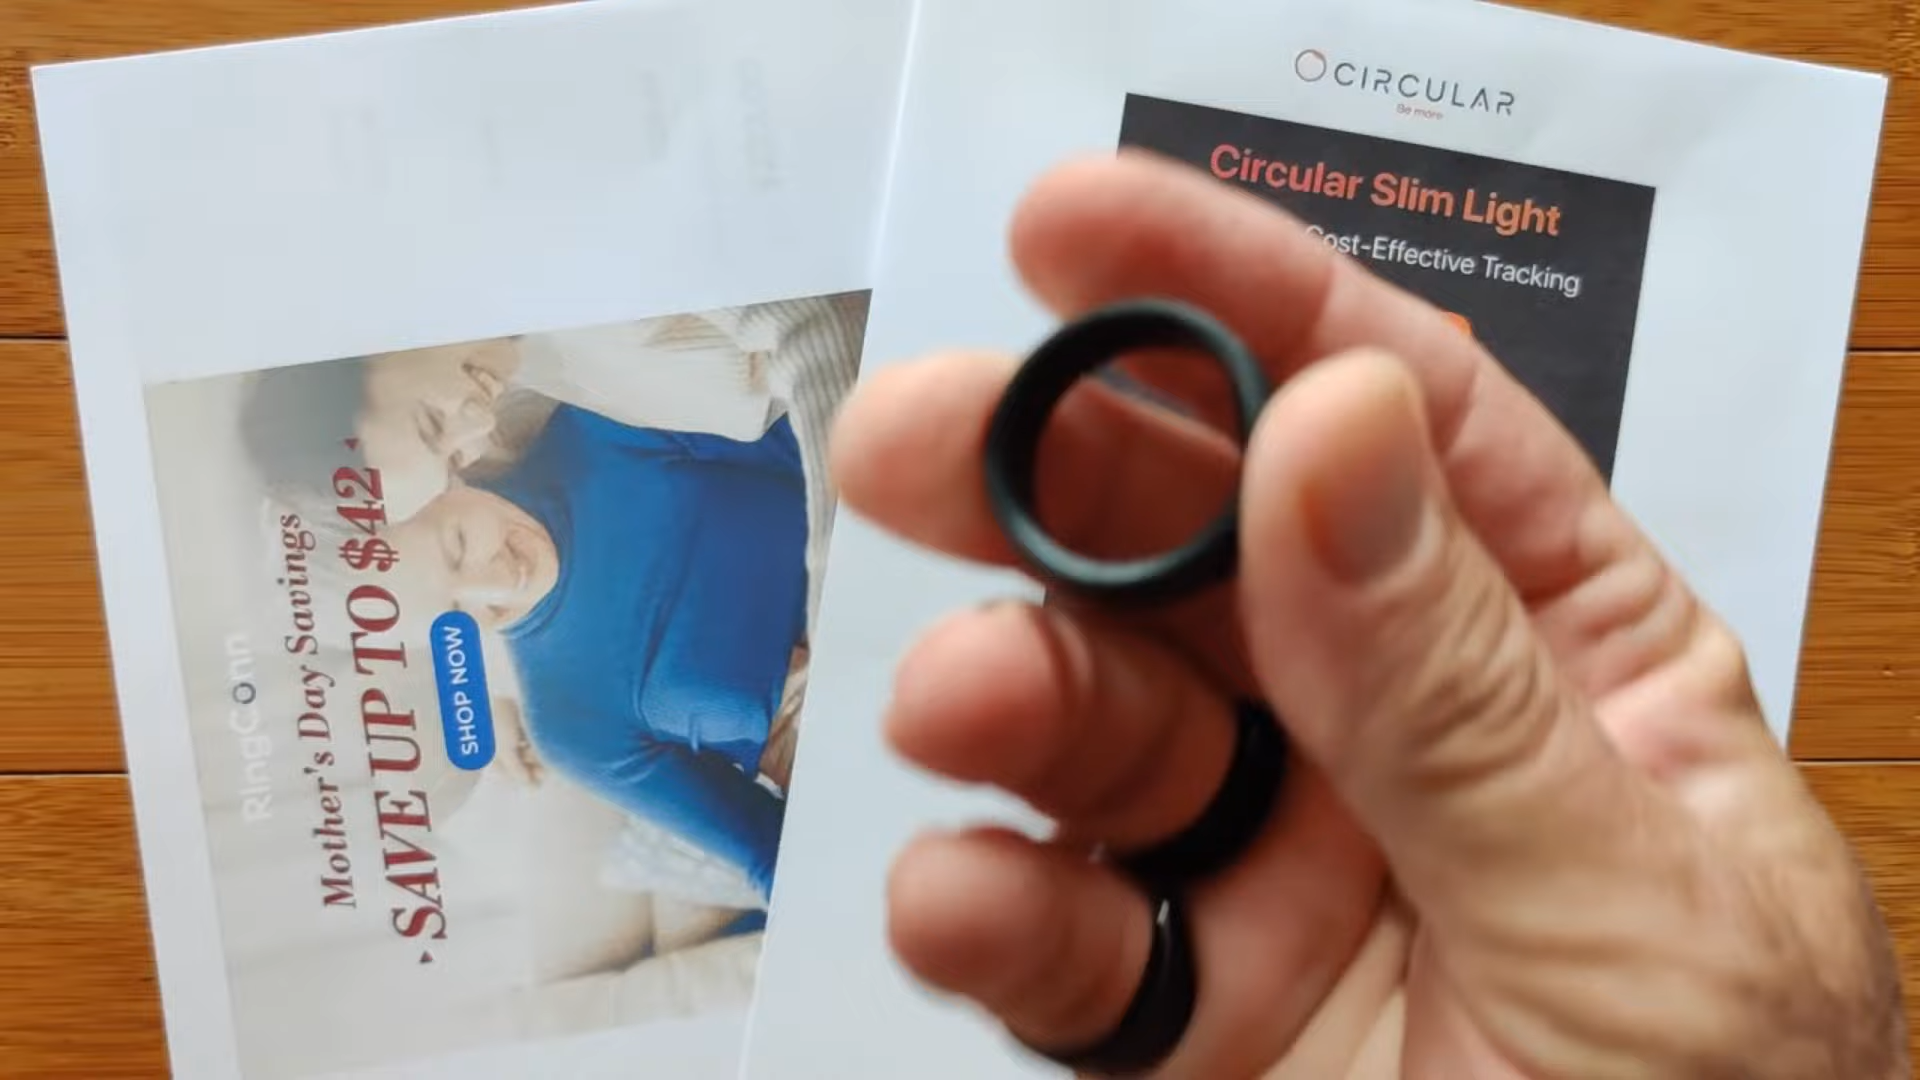 RingConn
Mother's Day Savings
SAVE UP TO $42
SHOP NOW
CIRCULAR
Be more
Circular Slim Light
Cost-Effective Tracking